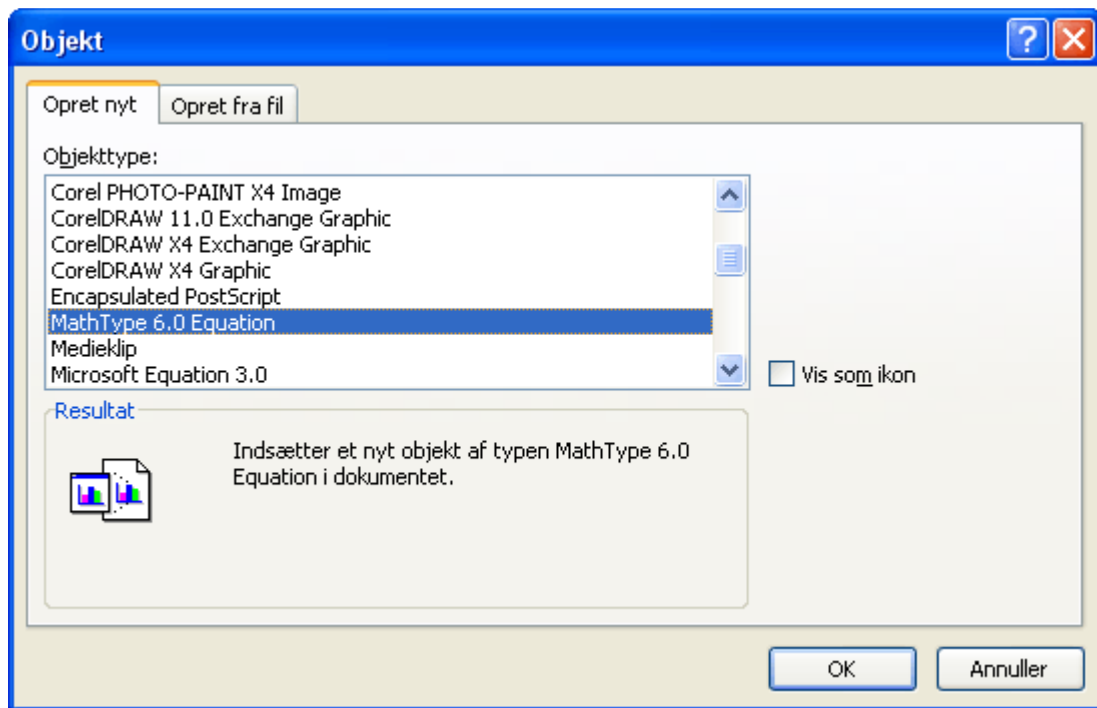 Objekt
Opret nyt
Opret fra fil
Objekttype:
Corel PHOTO-PAINT X4 Image
CorelDRAW 11.0 Exchange Graphic
CorelDRAW X4 Exchange Graphic
CorelDRAW X4 Graphic
Encapsulated PostScript
MathType 6.0 Equation
Medieklip
Microsoft Equation 3.0
Vis som ikon
Resultat
Indsætter et nyt objekt af typen MathType 6.0
Equation i dokumentet.
OK
Annuller